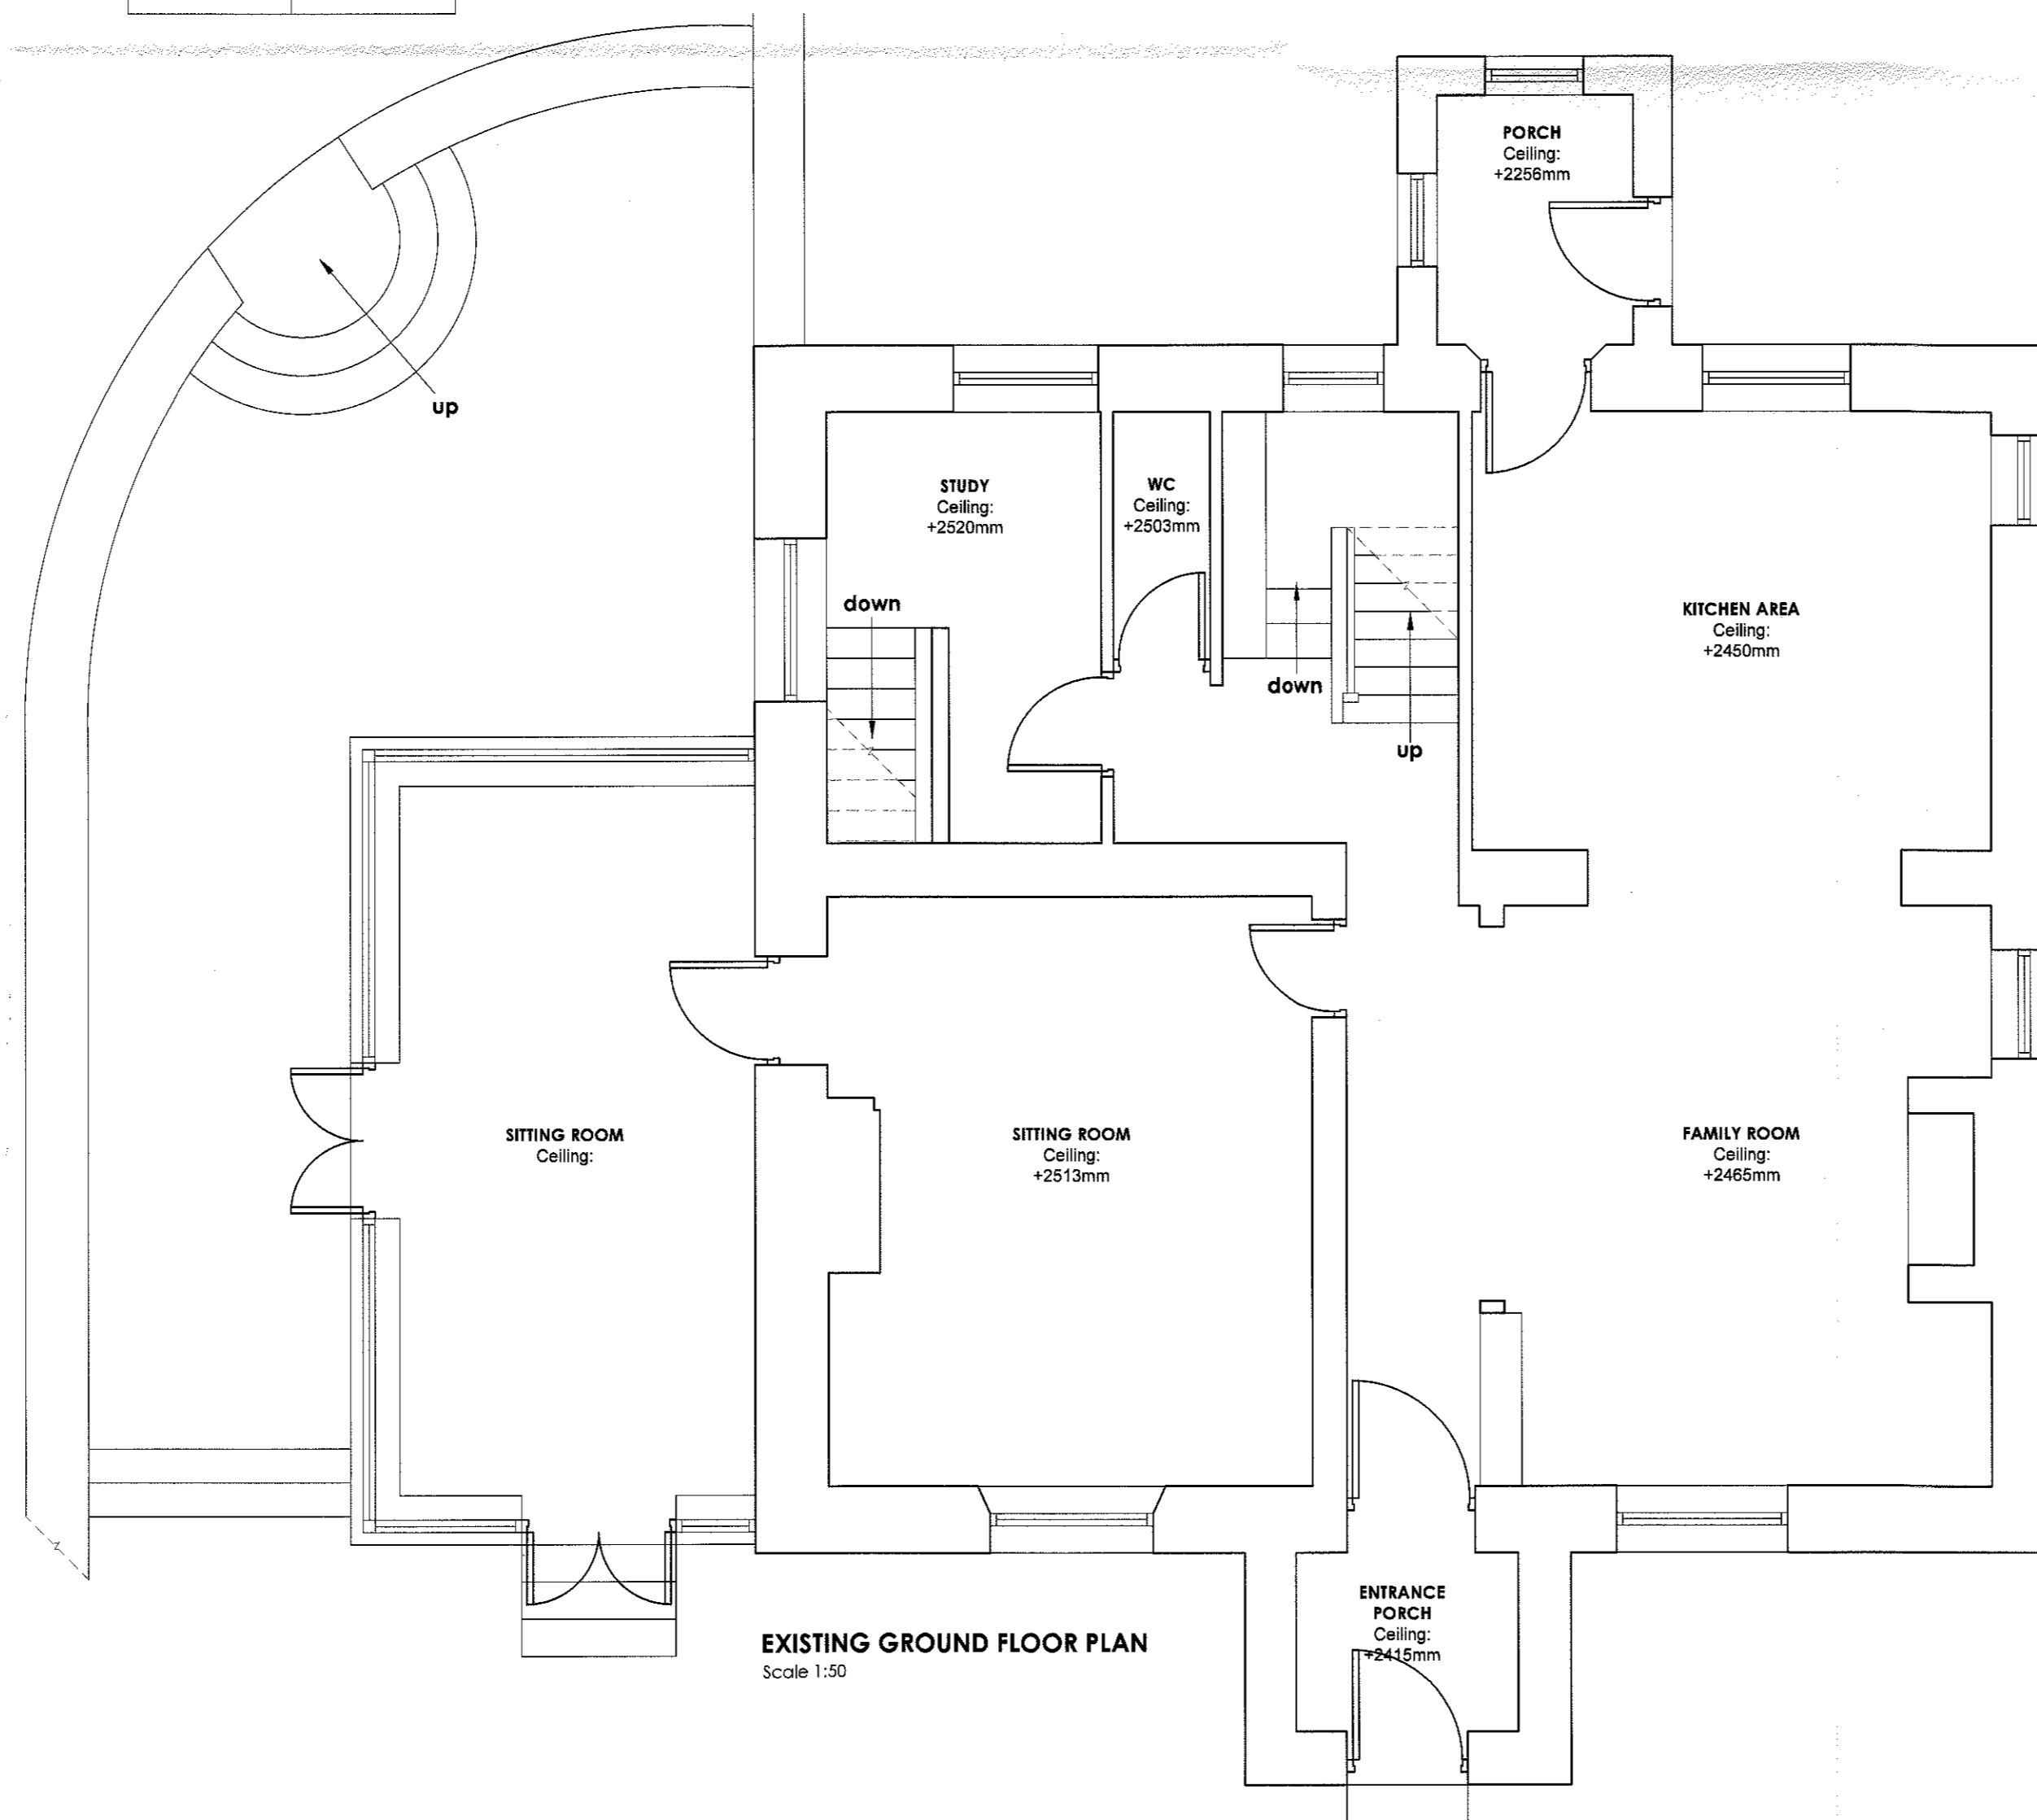 PORCH
Ceiling:
+2256mm
up
STUDY
Ceiling:
+2520mm
WC
Ceiling:
+2503mm
down
down
up
KITCHEN AREA
Ceiling:
+2450mm
SITTING ROOM
Ceiling:
SITTING ROOM
Ceiling:
+2513mm
FAMILY ROOM
Ceiling:
+2465mm
ENTRANCE
PORCH
Ceiling:
+2415mm
EXISTING GROUND FLOOR PLAN
Scale 1:50